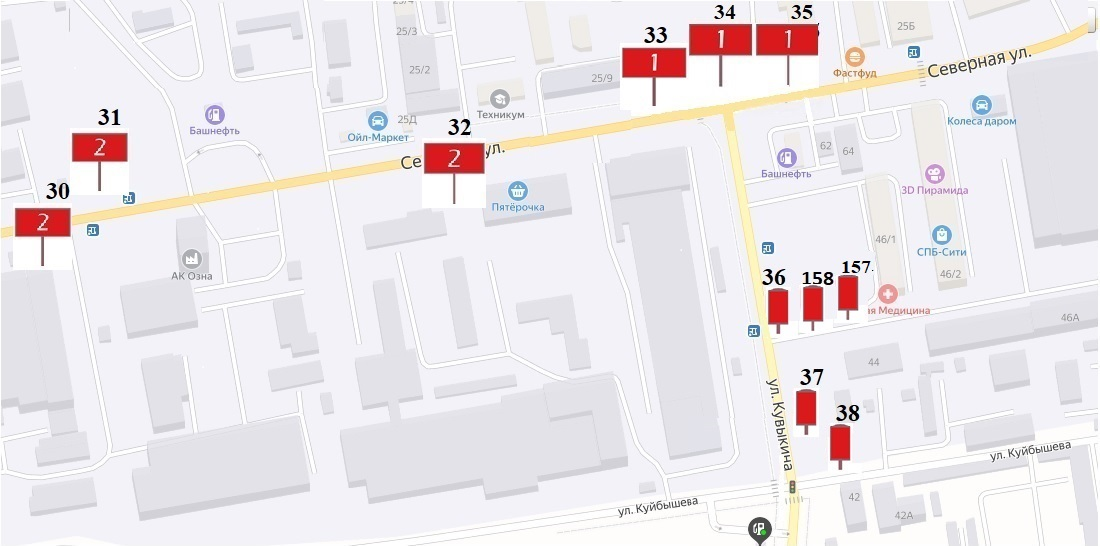 25/4
25/3
25/2
25Д
Ойл-Маркет
Башнефть
Техникум
25/9
33
1
34
1
35
1
25Б
Фастфуд
Северная ул.
Колеса даром
31
2
32
2
Се
ул.
30
2
Пятёрочка
АК Озна
62
64
Башнефть
3D Пирамида
46/1
СПБ-Сити
46/2
36
158
157
я Медицина
46А
44
37
38
ул. Кувыкина
ул. Куйбышева
ул. Куйбышева
42
42А